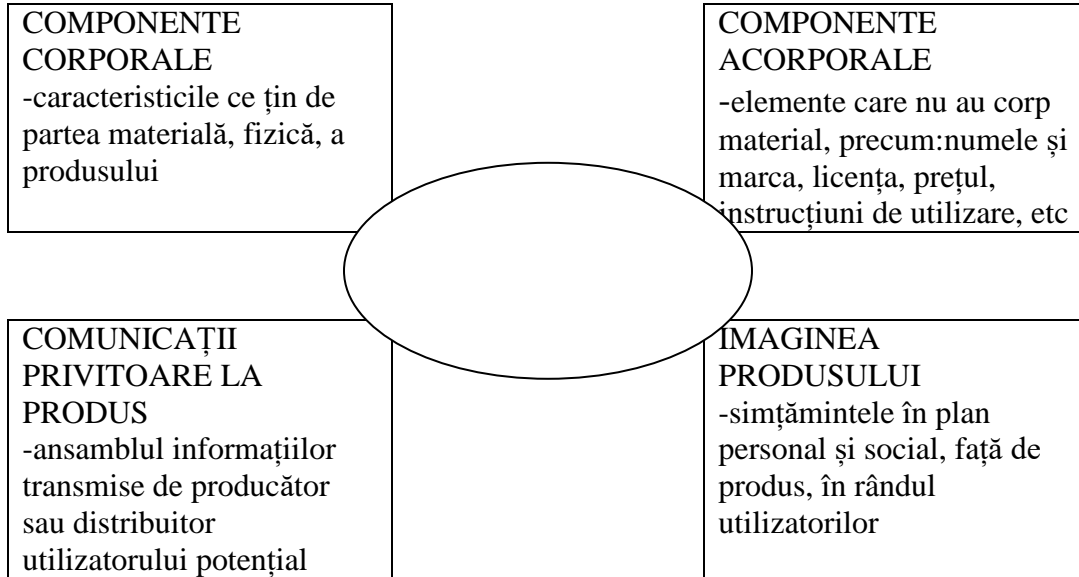 COMPONENTE
CORPORALE
-caracteristicile ce țin de
partea materială, fizică, a
produsului
COMPONENTE
ACORPORALE
-elemente care nu au corp
material, precum:numele și
marca, licența, prețul,
instrucțiuni de utilizare, etc
COMUNICAȚII
PRIVITOARE LA
PRODUS
-ansamblul informațiilor
transmise de producător
sau distribuitor
utilizatorului potențial
IMAGINEA
PRODUSULUI
-simțămintele în plan
personal și social, față de
produs, în rândul
utilizatorilor